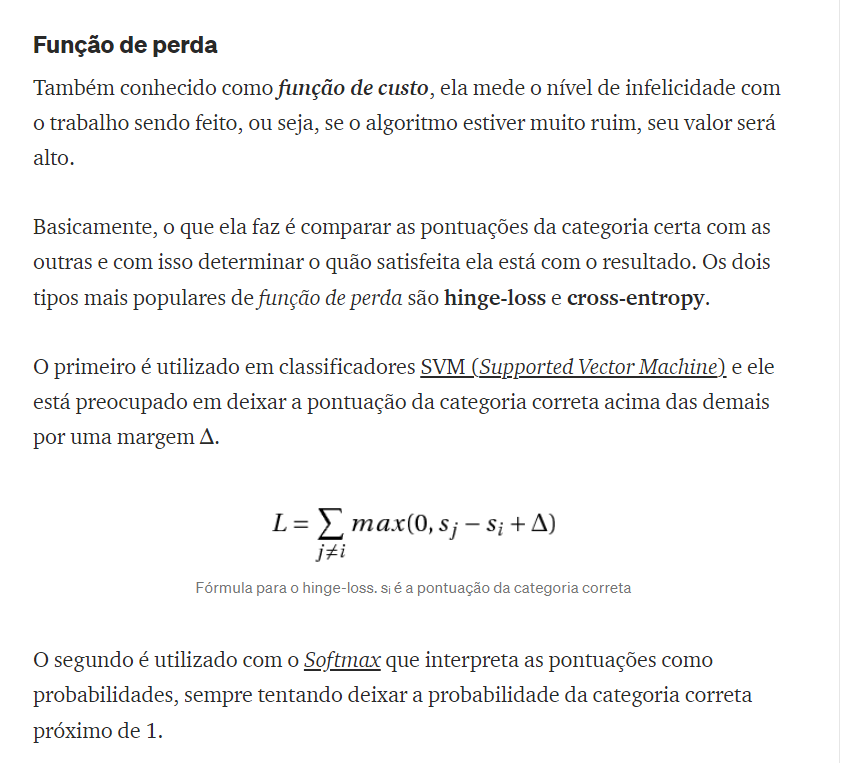 Função de perda
Também conhecido como função de custo, ela mede o nível de infelicidade com
o trabalho sendo feito, ou seja, se o algoritmo estiver muito ruim, seu valor será
alto.
Basicamente, o que ela faz é comparar as pontuações da categoria certa com as
outras e com isso determinar o quão satisfeita ela está com o resultado. Os dois
tipos mais populares de função de perda são hinge-loss e cross-entropy.
O primeiro é utilizado em classificadores SVM (Supported Vector Machine) e ele
está preocupado em deixar a pontuação da categoria correta acima das demais
por uma margem Δ.
L = ∑ max(0, sⱼ − sᵢ + Δ)
j≠i
Fórmula para o hinge-loss. sᵢ é a pontuação da categoria correta
O segundo é utilizado com o Softmax que interpreta as pontuações como
probabilidades, sempre tentando deixar a probabilidade da categoria correta
próximo de 1.